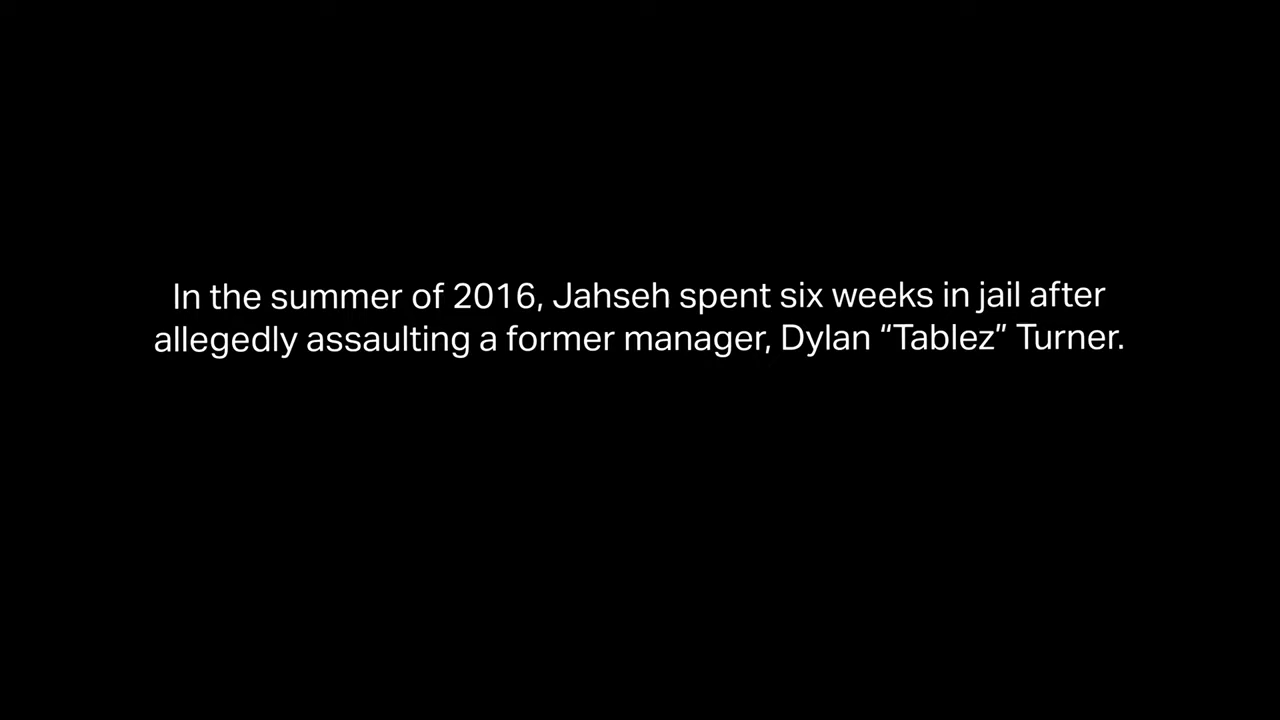 In the summer of 2016, Jahseh spent six weeks in jail after
allegedly assaulting a former manager, Dylan “Tablez” Turner.